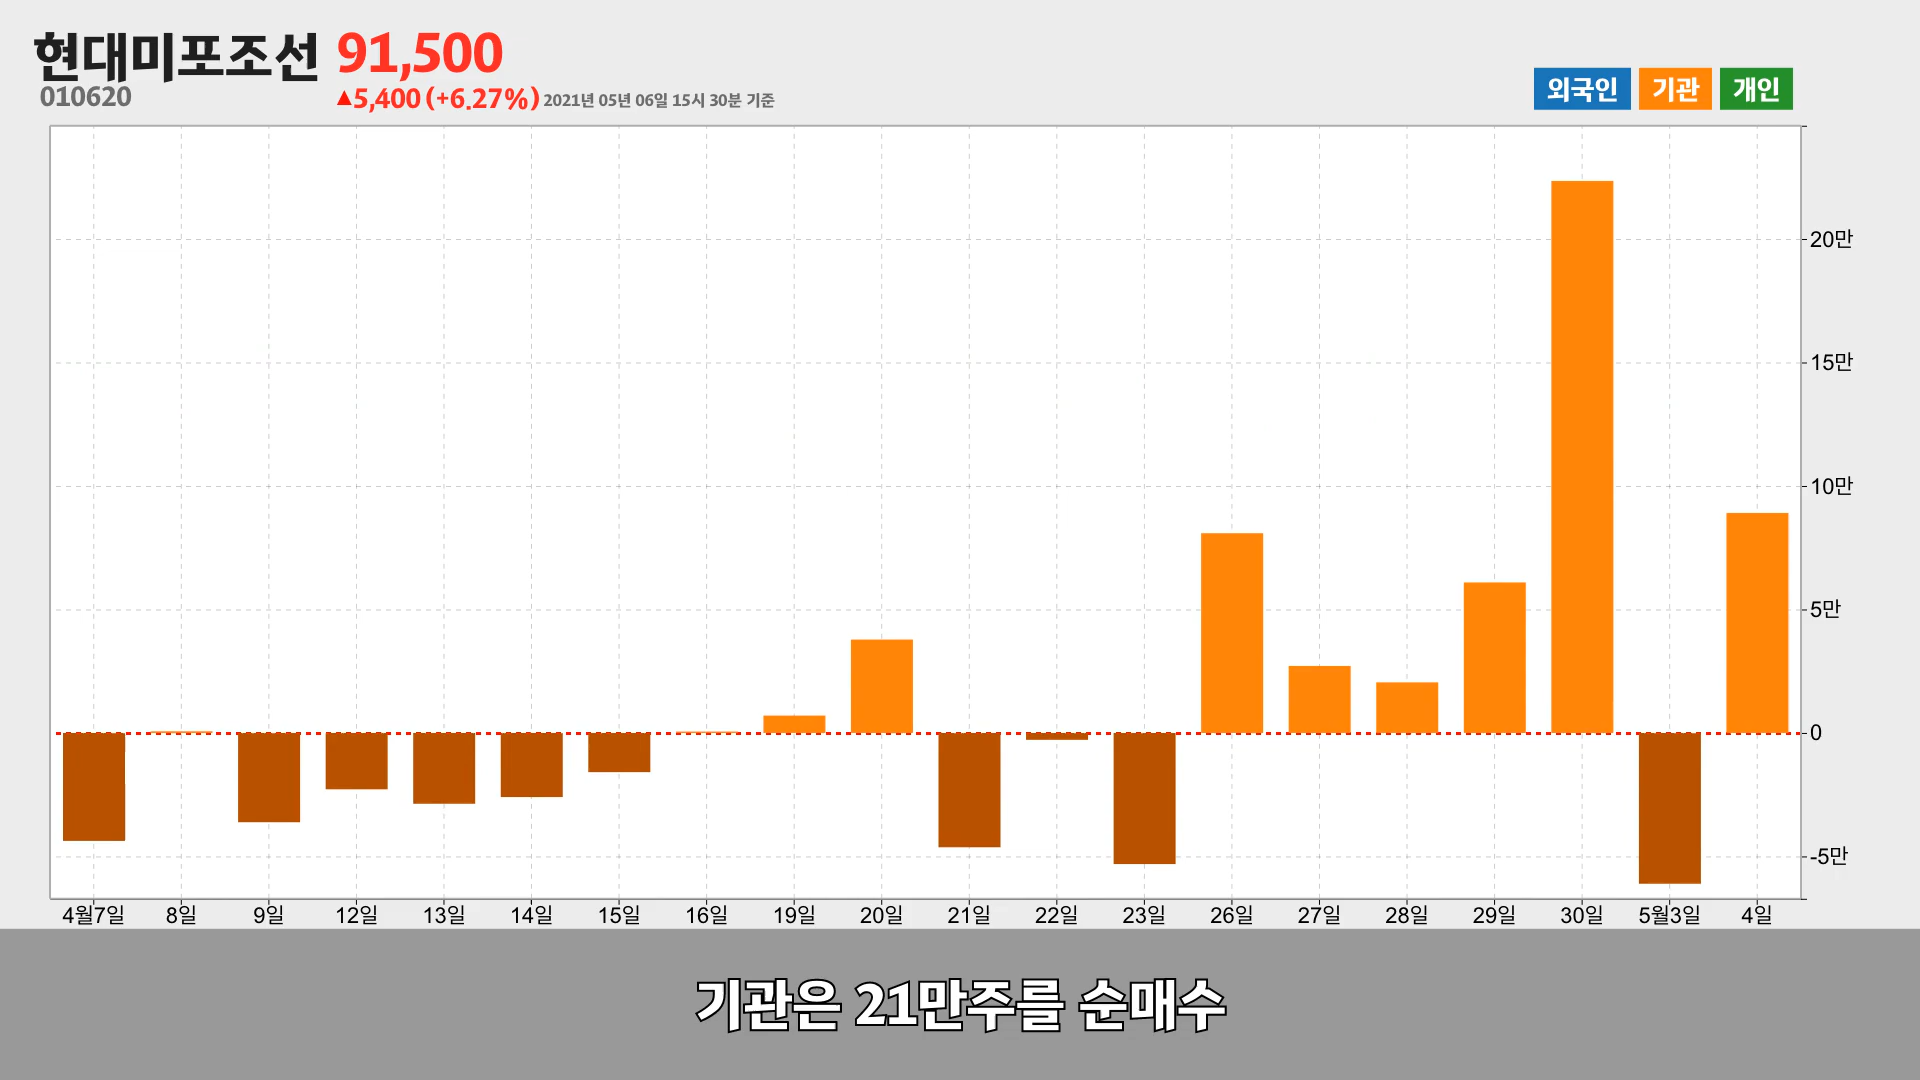 현대미포조선 91,500
010620
▲5,400 (+6.27%) 2021년 05년 06일 15시 30분 기준
외국인 기관 개인
20만
15만
10만
5만
0
-5만
4월7일 8일 9일 12일 13일 14일 15일 16일 19일 20일 21일 22일 23일 26일 27일 28일 29일 30일 5월3일 4일
기관은 21만주를 순매수